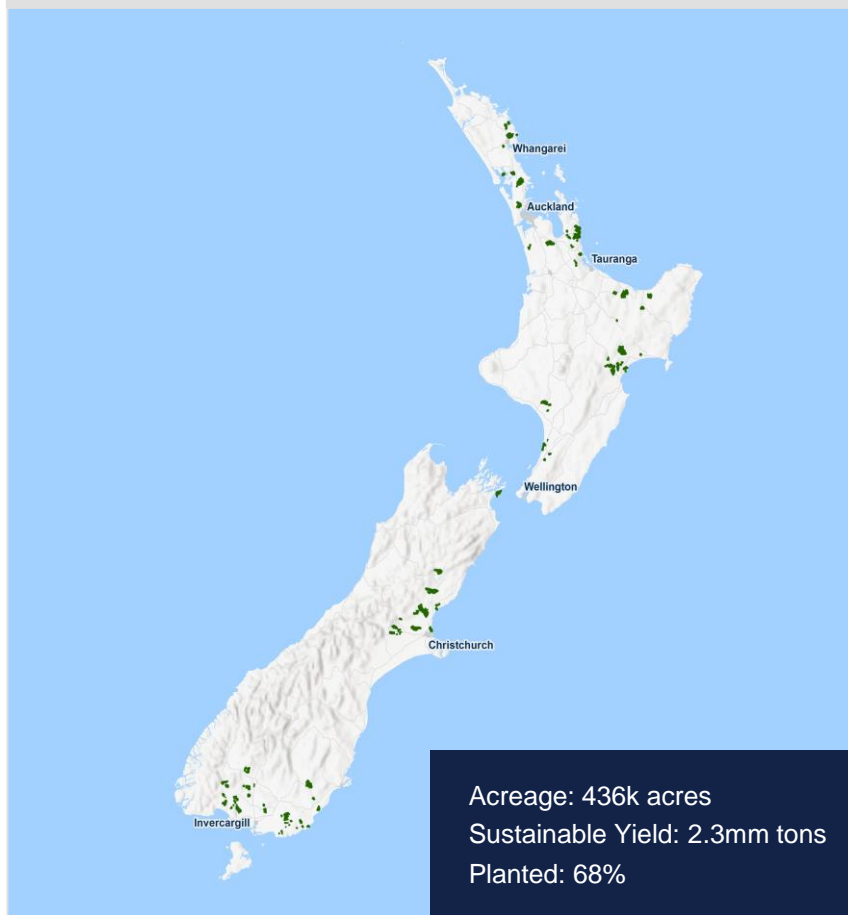 Whangarei
Auckland
Tauranga
Wellington
Christchurch
Invercargill
Acreage: 436k acres
Sustainable Yield: 2.3mm tons
Planted: 68%